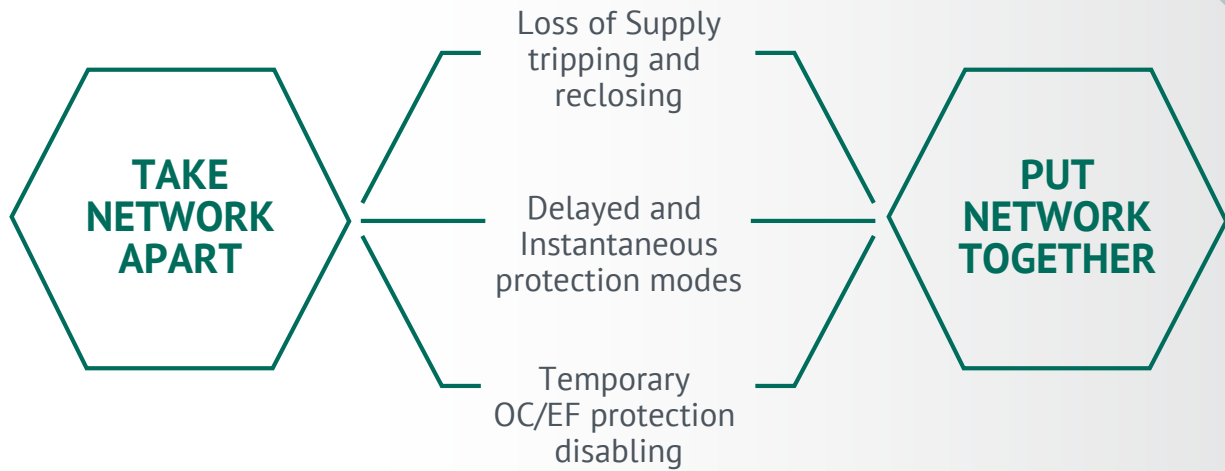 TAKE
NETWORK
APART
Loss of Supply
tripping and
reclosing
Delayed and
Instantaneous
protection modes
Temporary
OC/EF protection
disabling
PUT
NETWORK
TOGETHER